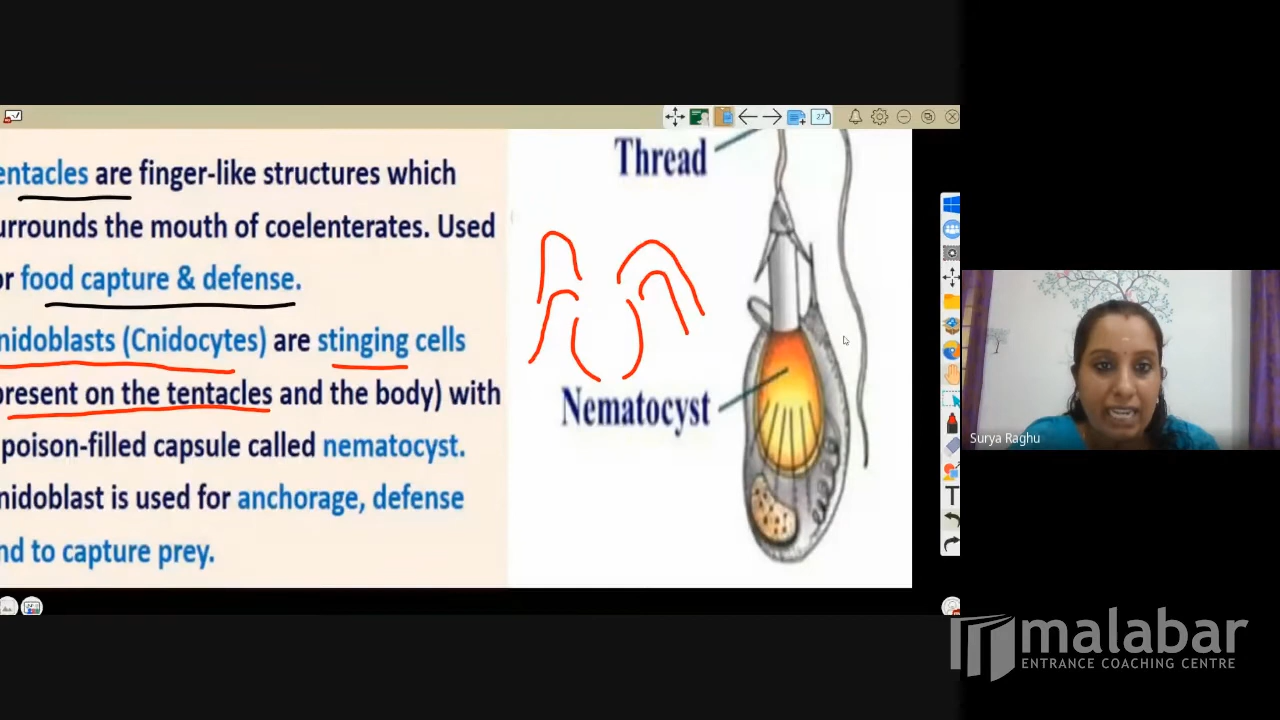 entacles are finger-like structures which
urrounds the mouth of coelenterates. Used
or food capture & defense.
nidoblasts (Cnidocytes) are stinging cells
present on the tentacles and the body) with
poison-filled capsule called nematocyst.
nidoblast is used for anchorage, defense
nd to capture prey.
Thread
Nematocyst
27
T
Surya Raghu
malabar
ENTRANCE COACHING CENTRE